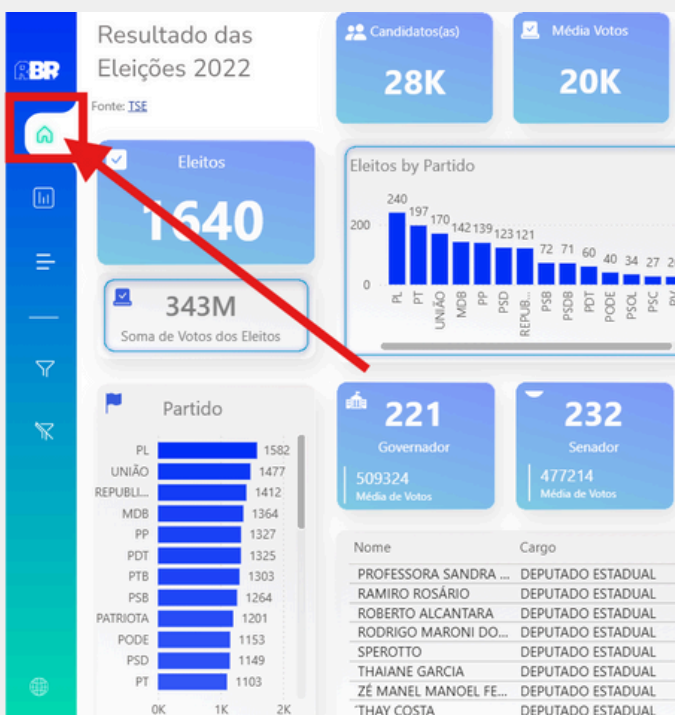 Resultado das
Eleições 2022
Fonte: TSE
RBR
Candidatos(as)
28K
Média Votos
20K
Eleitos
1640
343M
Soma de Votos dos Eleitos
Eleitos by Partido
200
0
240
197
170
142
139
123
121
72
71
60
40
34
27
PL
PT
UNIÃO
MDB
PP
PSD
REPUB...
PSB
PSDB
PDT
PODE
PSOL
PSC
PV
Partido
PL 1582
UNIÃO 1477
REPUBLI... 1412
MDB 1364
PP 1327
PDT 1325
PTB 1303
PSB 1264
PATRIOTA 1201
PODE 1153
PSD 1149
PT 1103
0K 1K 2K
221
Governador
509324
Média de Votos
232
Senador
477214
Média de Votos
Nome Cargo
PROFESSORA SANDRA ... DEPUTADO ESTADUAL
RAMIRO ROSÁRIO DEPUTADO ESTADUAL
ROBERTO ALCANTARA DEPUTADO ESTADUAL
RODRIGO MARONI DO... DEPUTADO ESTADUAL
SPEROTTO DEPUTADO ESTADUAL
THAIANE GARCIA DEPUTADO ESTADUAL
ZÉ MANEL MANOEL FE... DEPUTADO ESTADUAL
THAY COSTA DEPUTADO ESTADUAL